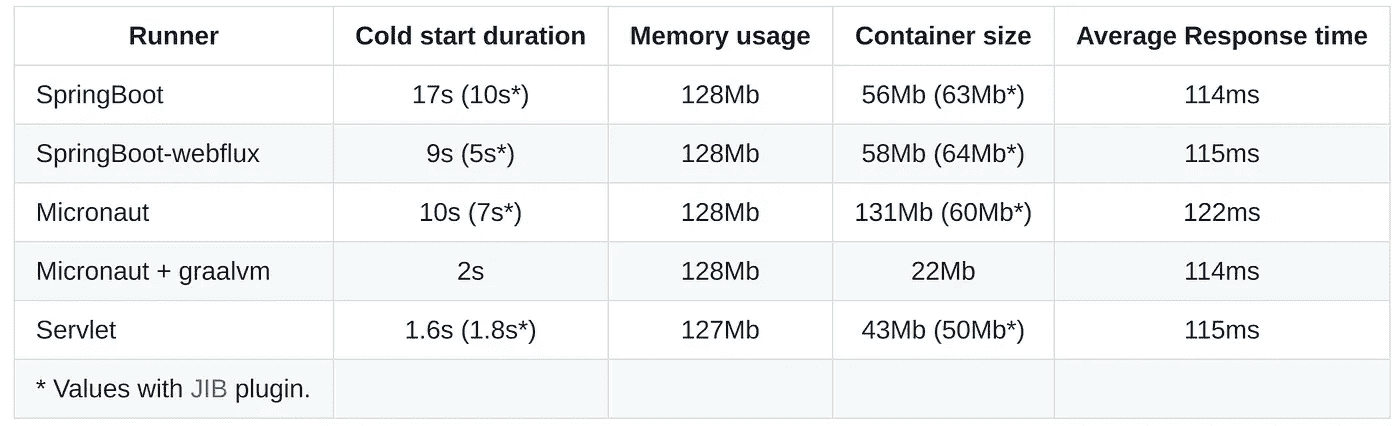 Runner Cold start duration Memory usage Container size Average Response time
SpringBoot 17s (10s*) 128Mb 56Mb (63Mb*) 114ms
SpringBoot-webflux 9s (5s*) 128Mb 58Mb (64Mb*) 115ms
Micronaut 10s (7s*) 128Mb 131Mb (60Mb*) 122ms
Micronaut + graalvm 2s 128Mb 22Mb 114ms
Servlet 1.6s (1.8s*) 127Mb 43Mb (50Mb*) 115ms
* Values with JIB plugin.